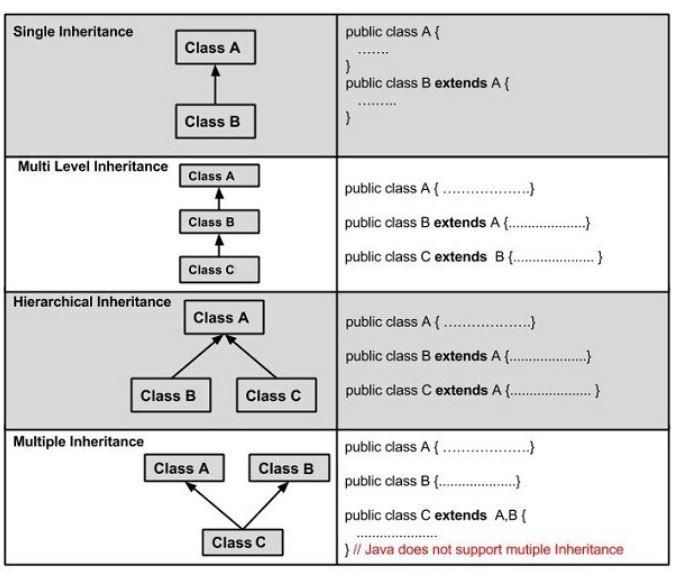 Single Inheritance
Class A
Class B
public class A {
.......
}
public class B extends A {
.........
}
Multi Level Inheritance
Class A
Class B
Class C
public class A { ...................}
public class B extends A {.....................}
public class C extends B {...................... }
Hierarchical Inheritance
Class A
Class B Class C
public class A { ...................}
public class B extends A {.....................}
public class C extends A {...................... }
Multiple Inheritance
Class A Class B
Class C
public class A { ...................}
public class B {.....................}
public class C extends A,B {
......................
} // Java does not support mutiple Inheritance